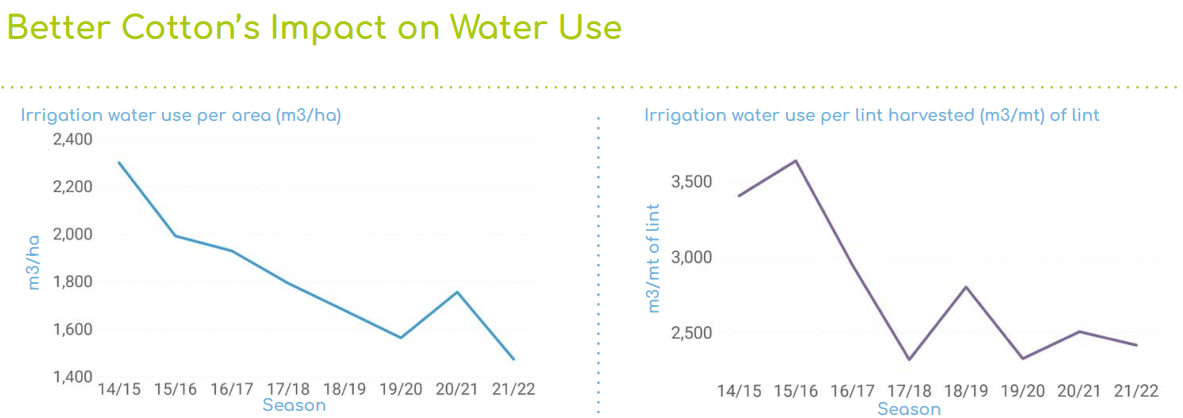 Better Cotton's Impact on Water Use
Irrigation water use per area (m3/ha)
2,400
2,200
2,000
1,800
1,600
1,400
m3/ha
14/15 15/16 16/17 17/18 18/19 19/20 20/21 21/22
Season
Irrigation water use per lint harvested (m3/mt) of lint
3,500
3,000
2,500
m3/mt of lint
14/15 15/16 16/17 17/18 18/19 19/20 20/21 21/22
Season